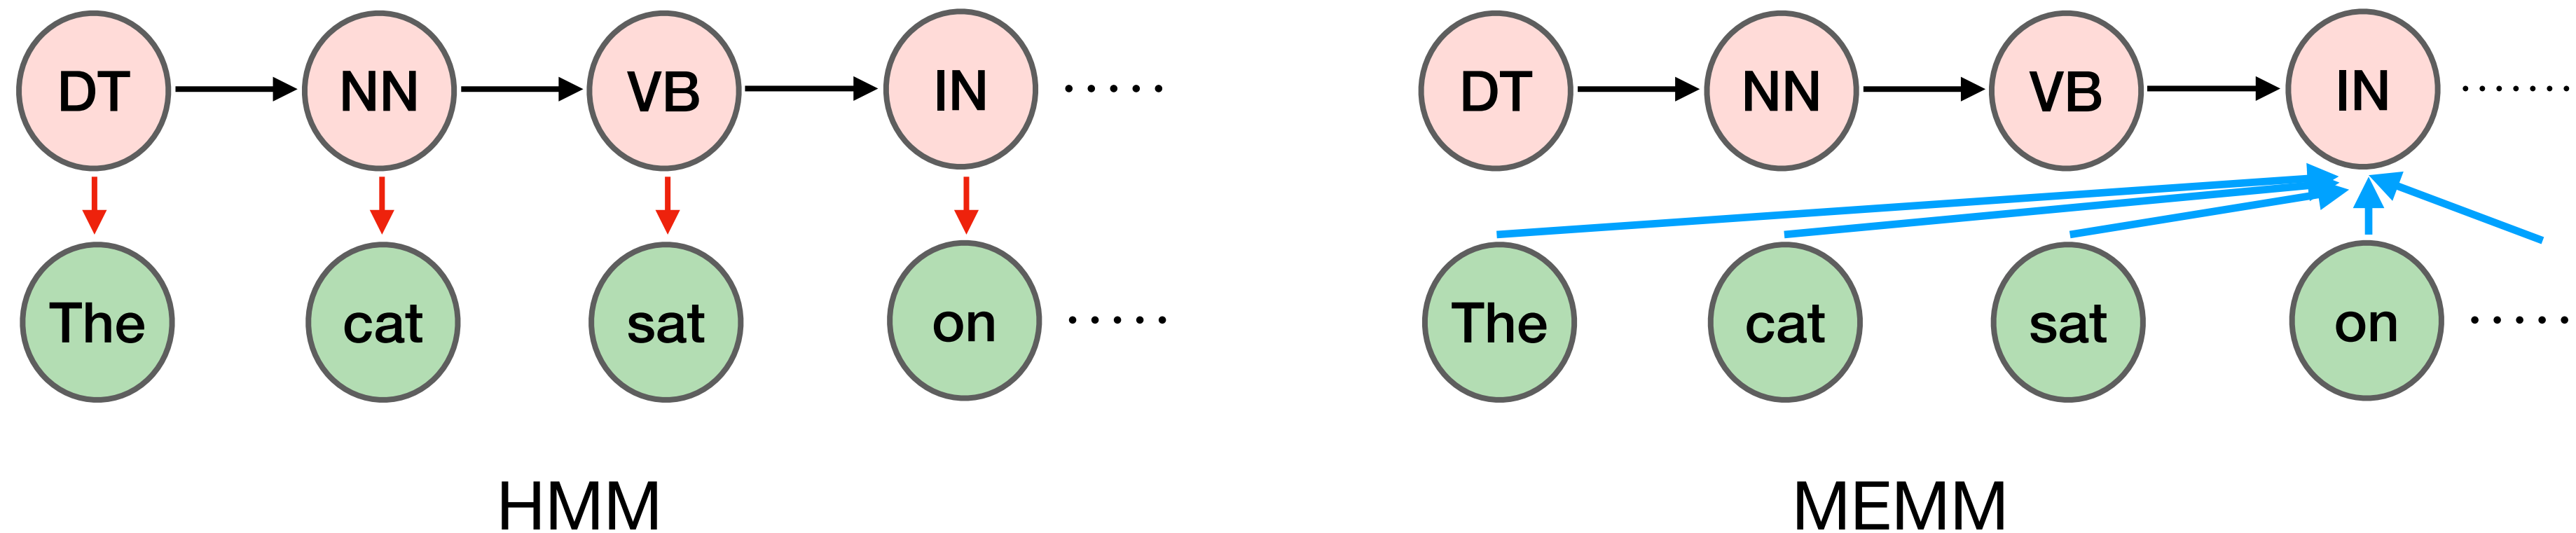 DT NN VB IN ..... DT NN VB IN .......
The cat sat on ..... The cat sat on .....
HMM MEMM